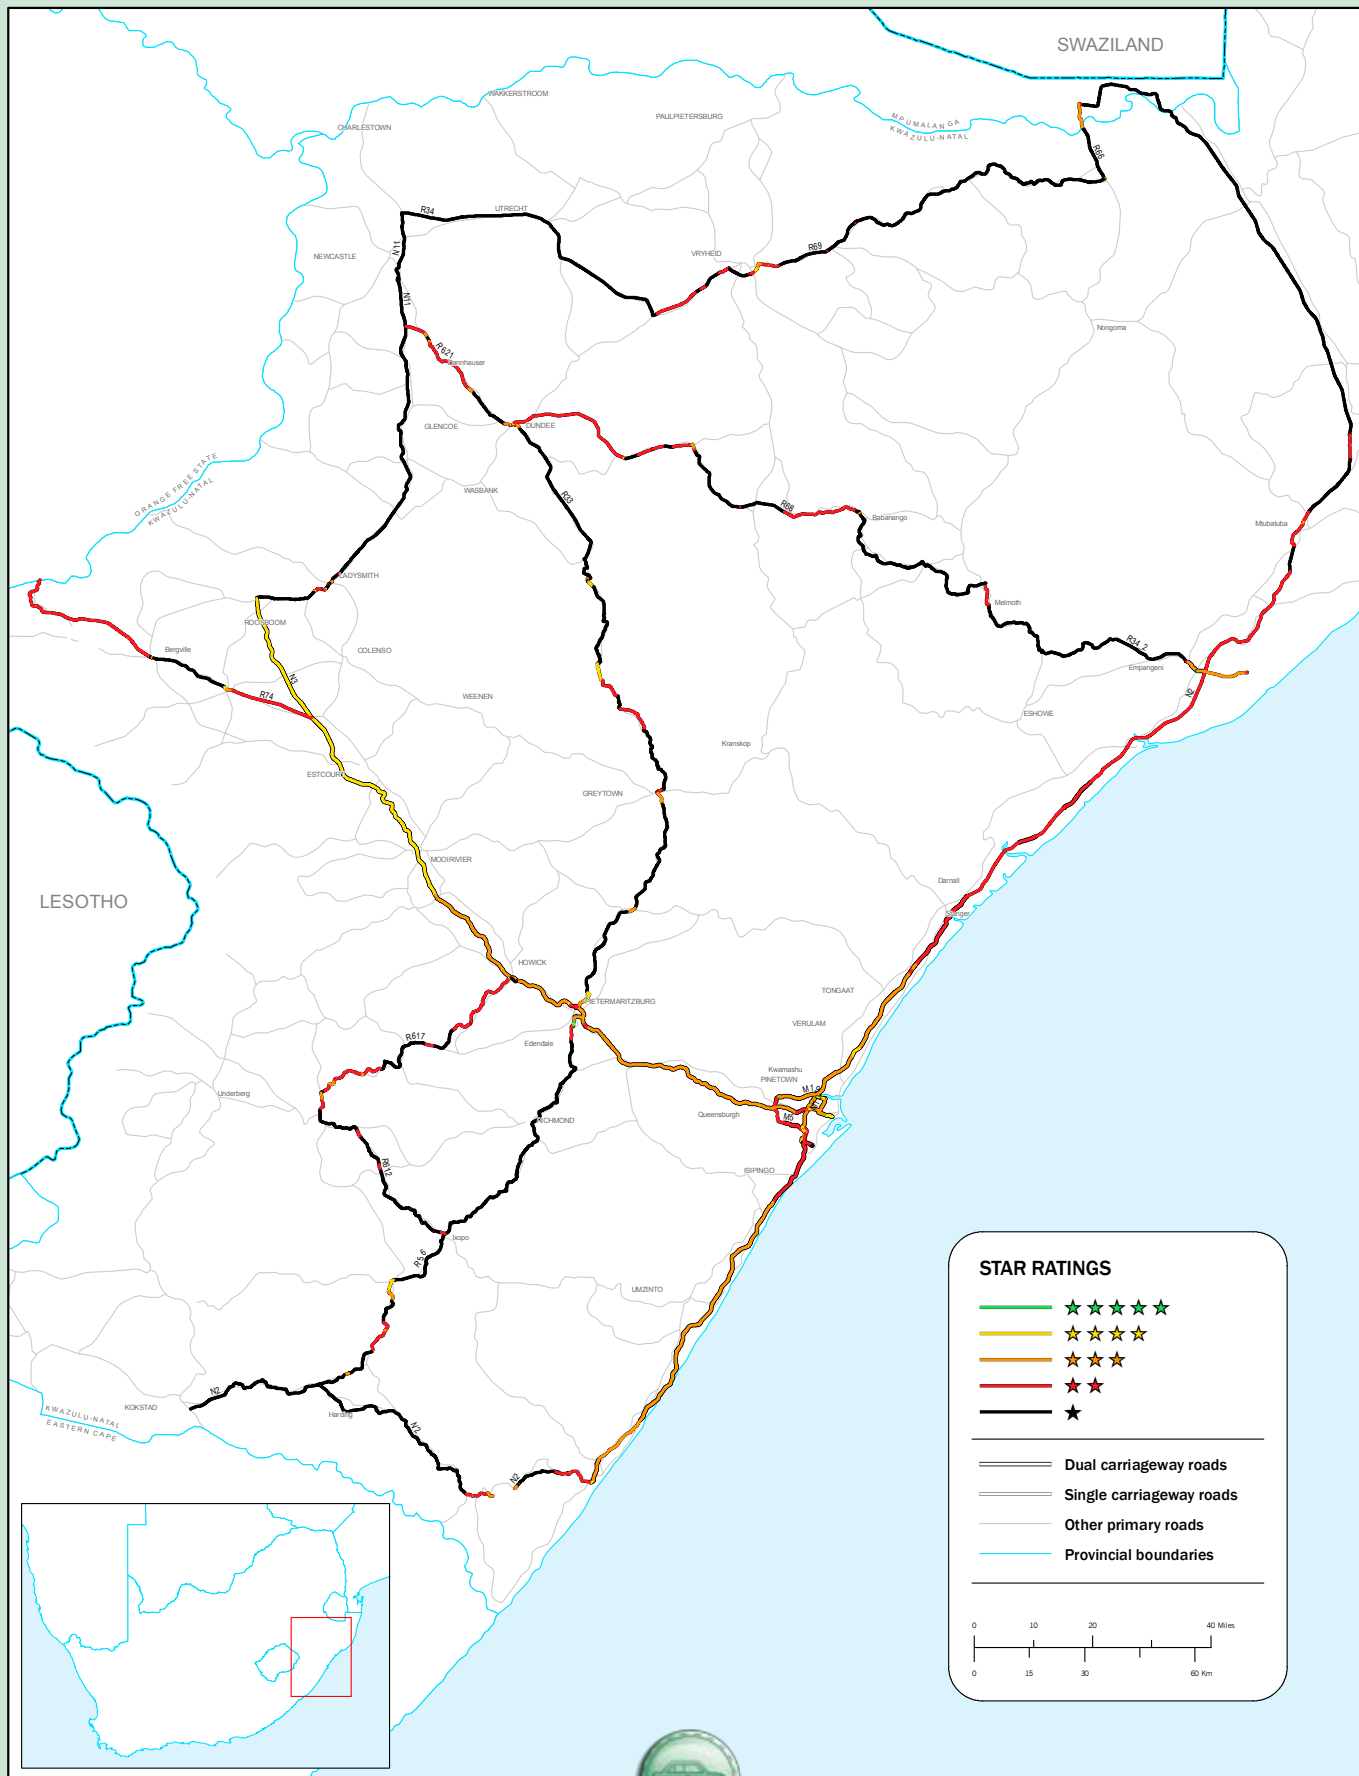 SWAZILAND
WAKKERSTROOM
PAULPIETERSBURG
CHARLESTOWN
MPUMALANGA
KWAZULU-NATAL
R66
R34
UTRECHT
N11
NEWCASTLE
VRYHEID
R69
N11
Nongoma
R621
Dannhauser
GLENCOE
DUNDEE
ORANGE FREE STATE
KWAZULU-NATAL
WASBANK
R33
R68
Babanango
Mtubatuba
LADYSMITH
Melmoth
ROOSBOOM
Bergville
COLENSO
R34_2
Empangeni
N3
R74
WEENEN
N2
ESHOWE
Kranskop
ESTCOURT
GREYTOWN
MOOIRIVIER
LESOTHO
Darnall
Stanger
HOWICK
TONGAAT
PIETERMARITZBURG
VERULAM
R617
Edendale
Kwamashu
PINETOWN
Underberg
Queensburgh
M5
RICHMOND
ISIPINGO
R612
Ixopo
R56
UMZINTO
N2
KOKSTAD
KWAZULU-NATAL
EASTERN CAPE
Harding
N2
N2
STAR RATINGS
Dual carriageway roads
Single carriageway roads
Other primary roads
Provincial boundaries
0 10 20 40 Miles
0 15 30 60 Km